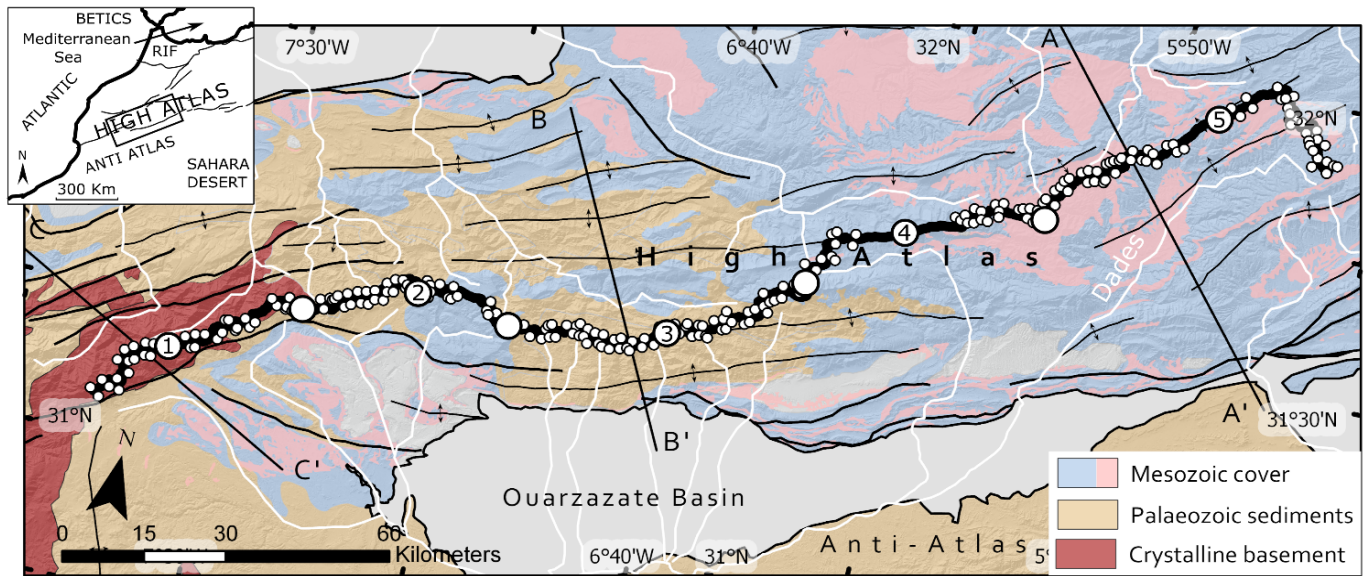 BETICS
Mediterranean
Sea
RIF
ATLANTIC
HIGH ATLAS
ANTI ATLAS
N
SAHARA
DESERT
300 Km
7°30'W
6°40'W
32°N
A
5°50'W
B
5
32°N
C
4
High Atlas
Dades
2
3
1
31°N
A'
31°30'N
B'
C'
N
Ouarzazate Basin
0
15
30
60
Kilometers
6°40'W
31°N
Anti-Atlas
5°
Mesozoic cover
Palaeozoic sediments
Crystalline basement